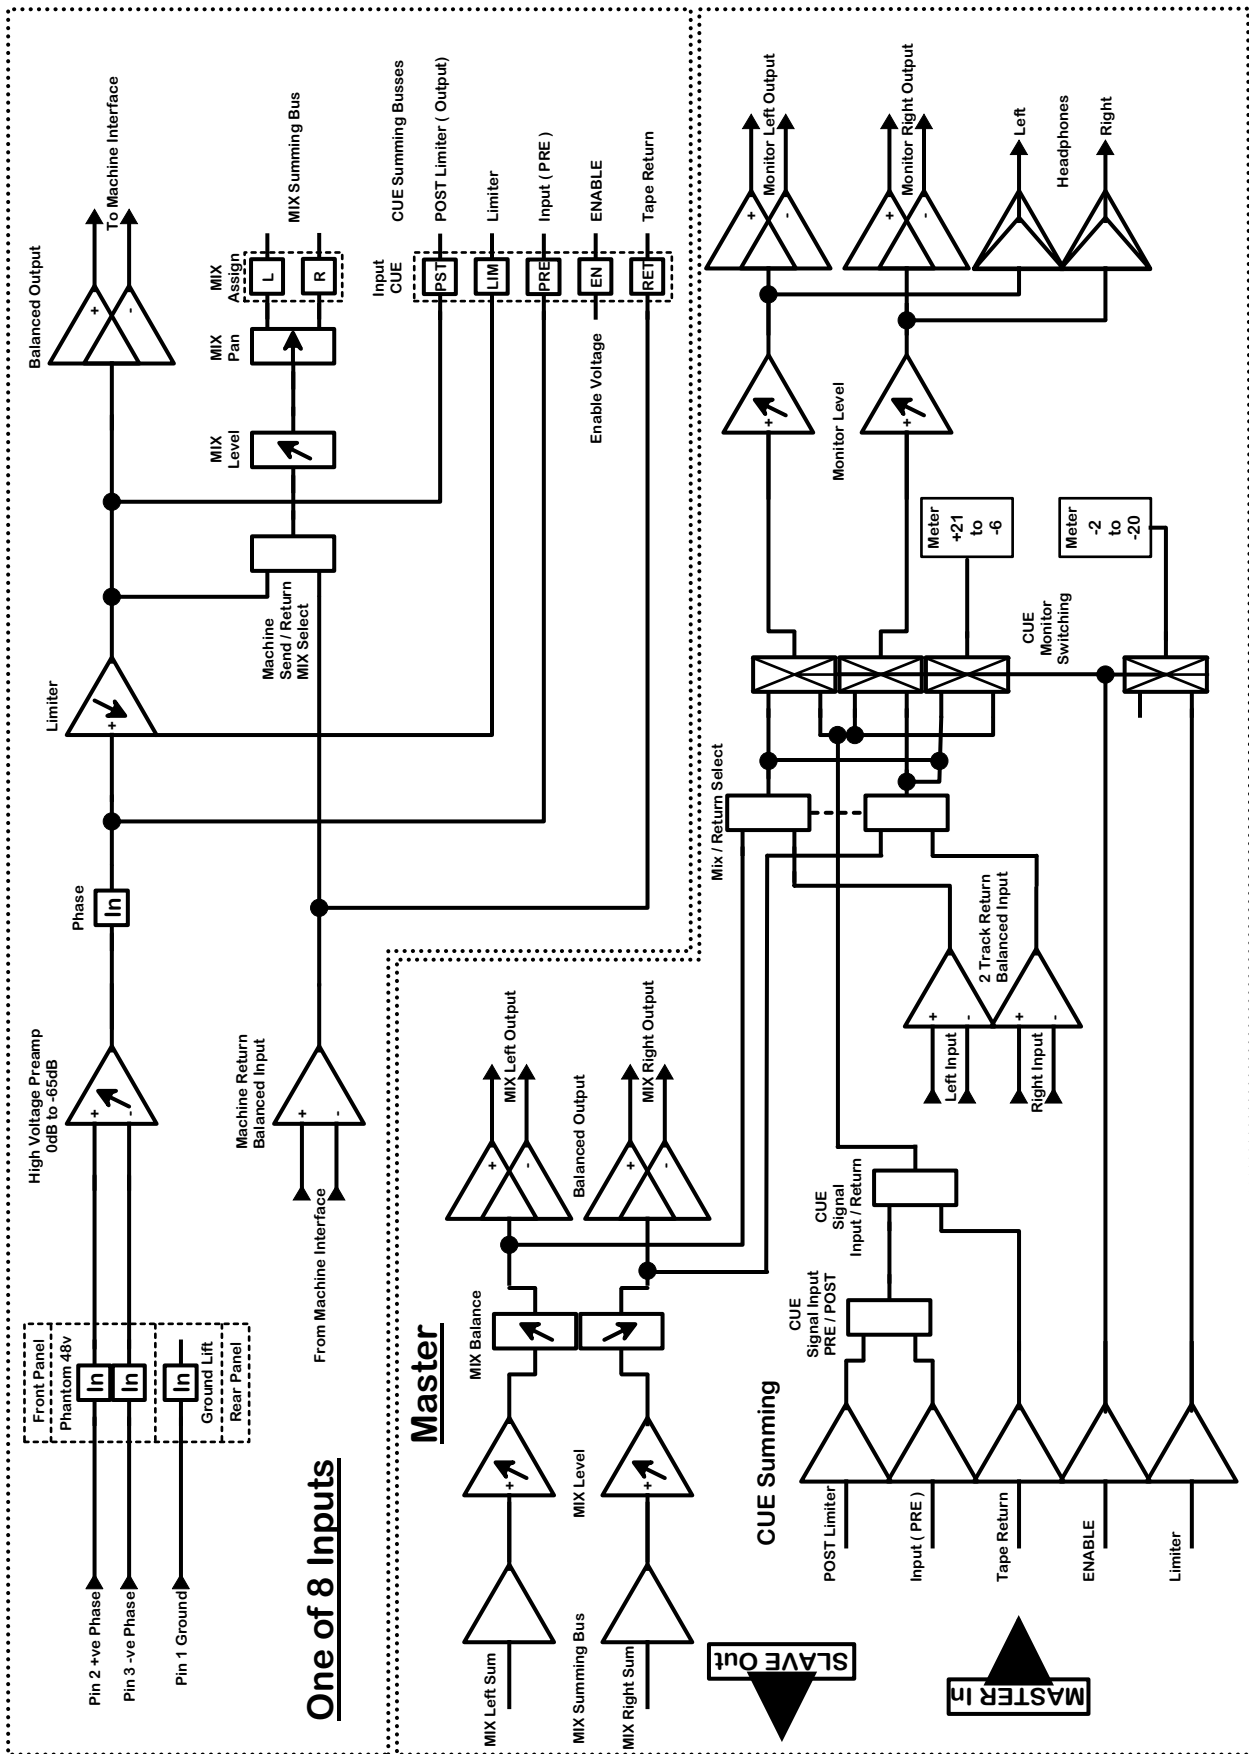 One of 8 Inputs
Pin 2 +ve Phase
Pin 3 -ve Phase
Pin 1 Ground
Front Panel
Phantom 48v
In
In
In
Ground Lift
Rear Panel
High Voltage Preamp
0dB to -65dB
+
-
Phase
In
Limiter
+
Balanced Output
+
-
To Machine Interface
From Machine Interface
Machine Return
Balanced Input
+
-
Machine
Send / Return
MIX Select
MIX
Level
MIX
Pan
MIX
Assign
L
R
MIX Summing Bus
Input
CUE
PST
LIM
PRE
EN
RET
Enable Voltage
CUE Summing Busses
POST Limiter ( Output)
Limiter
Input ( PRE )
ENABLE
Tape Return
Master
MIX Left Sum
MIX Summing Bus
MIX Right Sum
MIX Level
+
+
MIX Balance
Balanced Output
+
-
+
-
MIX Left Output
MIX Right Output
SLAVE Out
MASTER In
CUE Summing
POST Limiter
Input ( PRE )
Tape Return
ENABLE
Limiter
CUE
Signal Input
PRE / POST
CUE
Signal
Input / Return
Left Input
Right Input
+
-
+
-
2 Track Return
Balanced Input
Mix / Return Select
CUE
Monitor
Switching
Meter
+21
to
-6
Meter
-2
to
-20
Monitor Level
+
+
+
-
+
-
Monitor Left Output
Monitor Right Output
Left
Headphones
Right